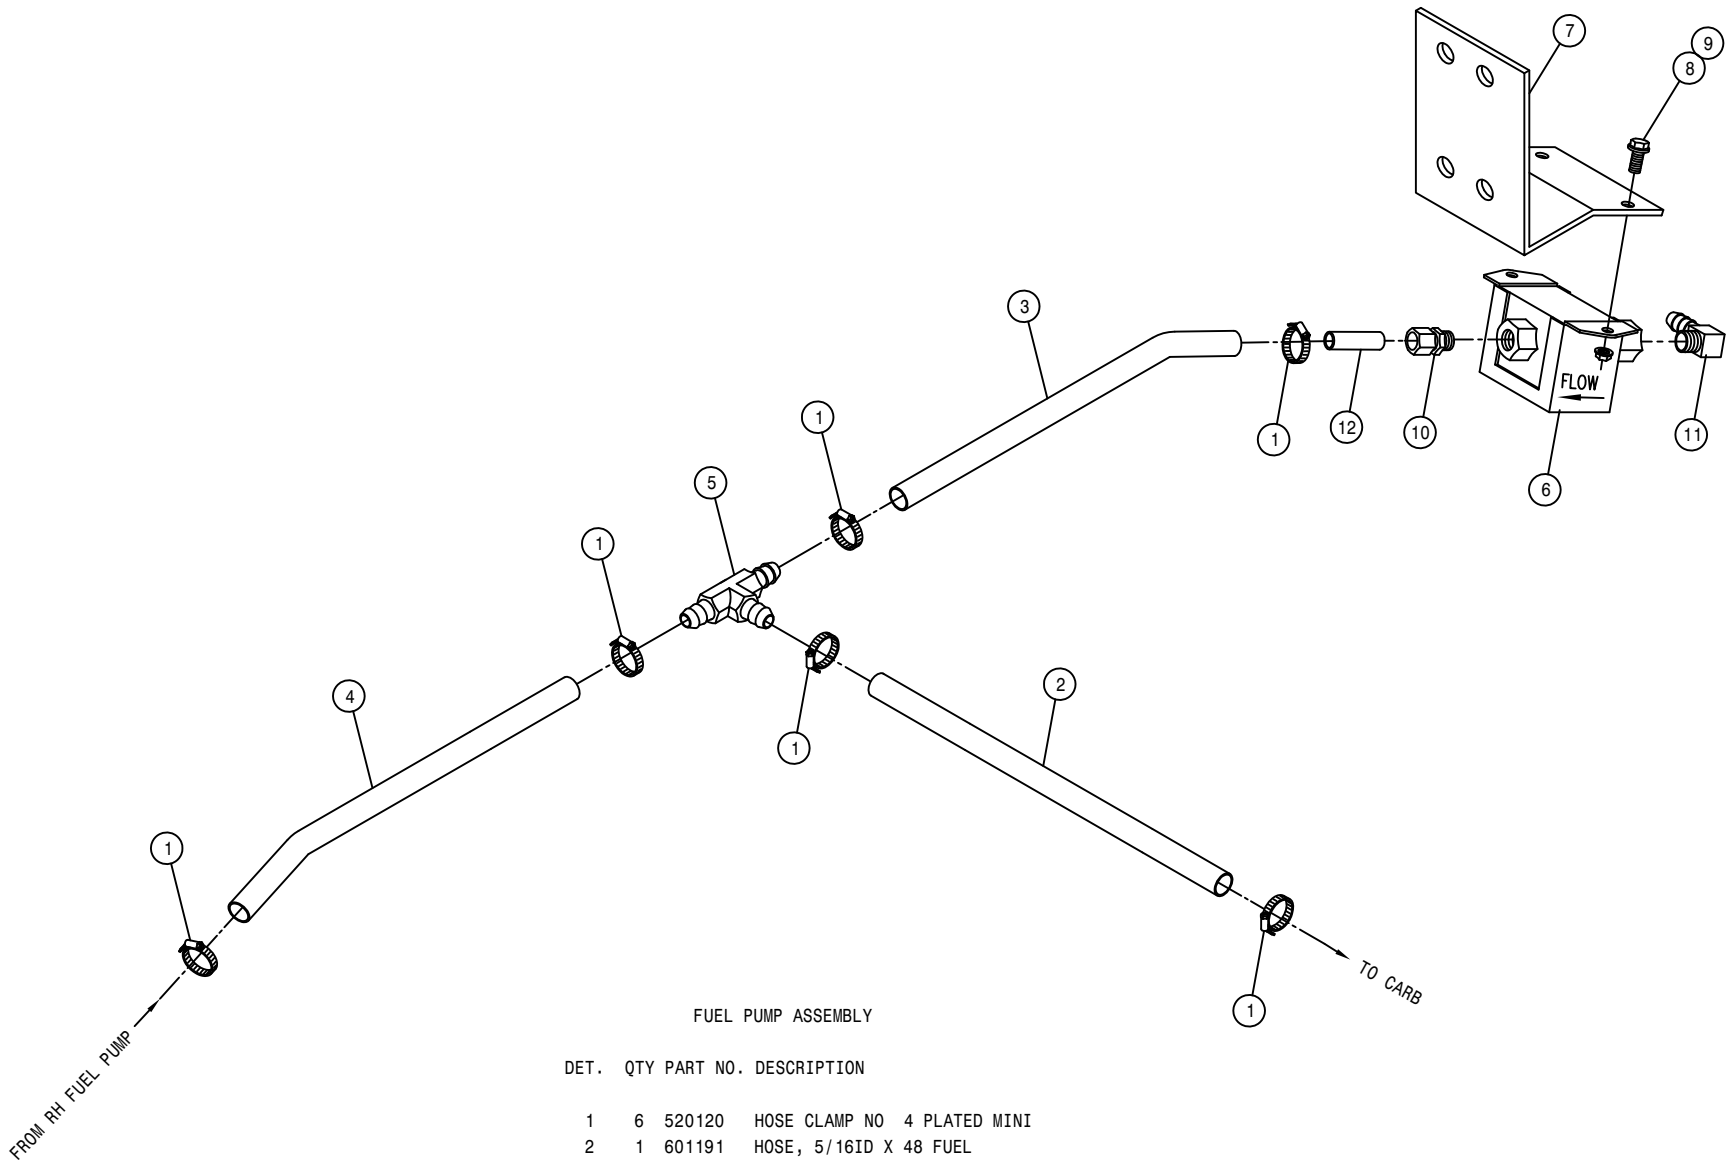 7
9
8
3
FLOW
1
12
10
11
1
6
5
1
4
2
1
1
TO CARB
1
FROM RH FUEL PUMP
FUEL PUMP ASSEMBLY
DET. QTY PART NO. DESCRIPTION
1 6 520120 HOSE CLAMP NO 4 PLATED MINI
2 1 601191 HOSE, 5/16ID X 48 FUEL